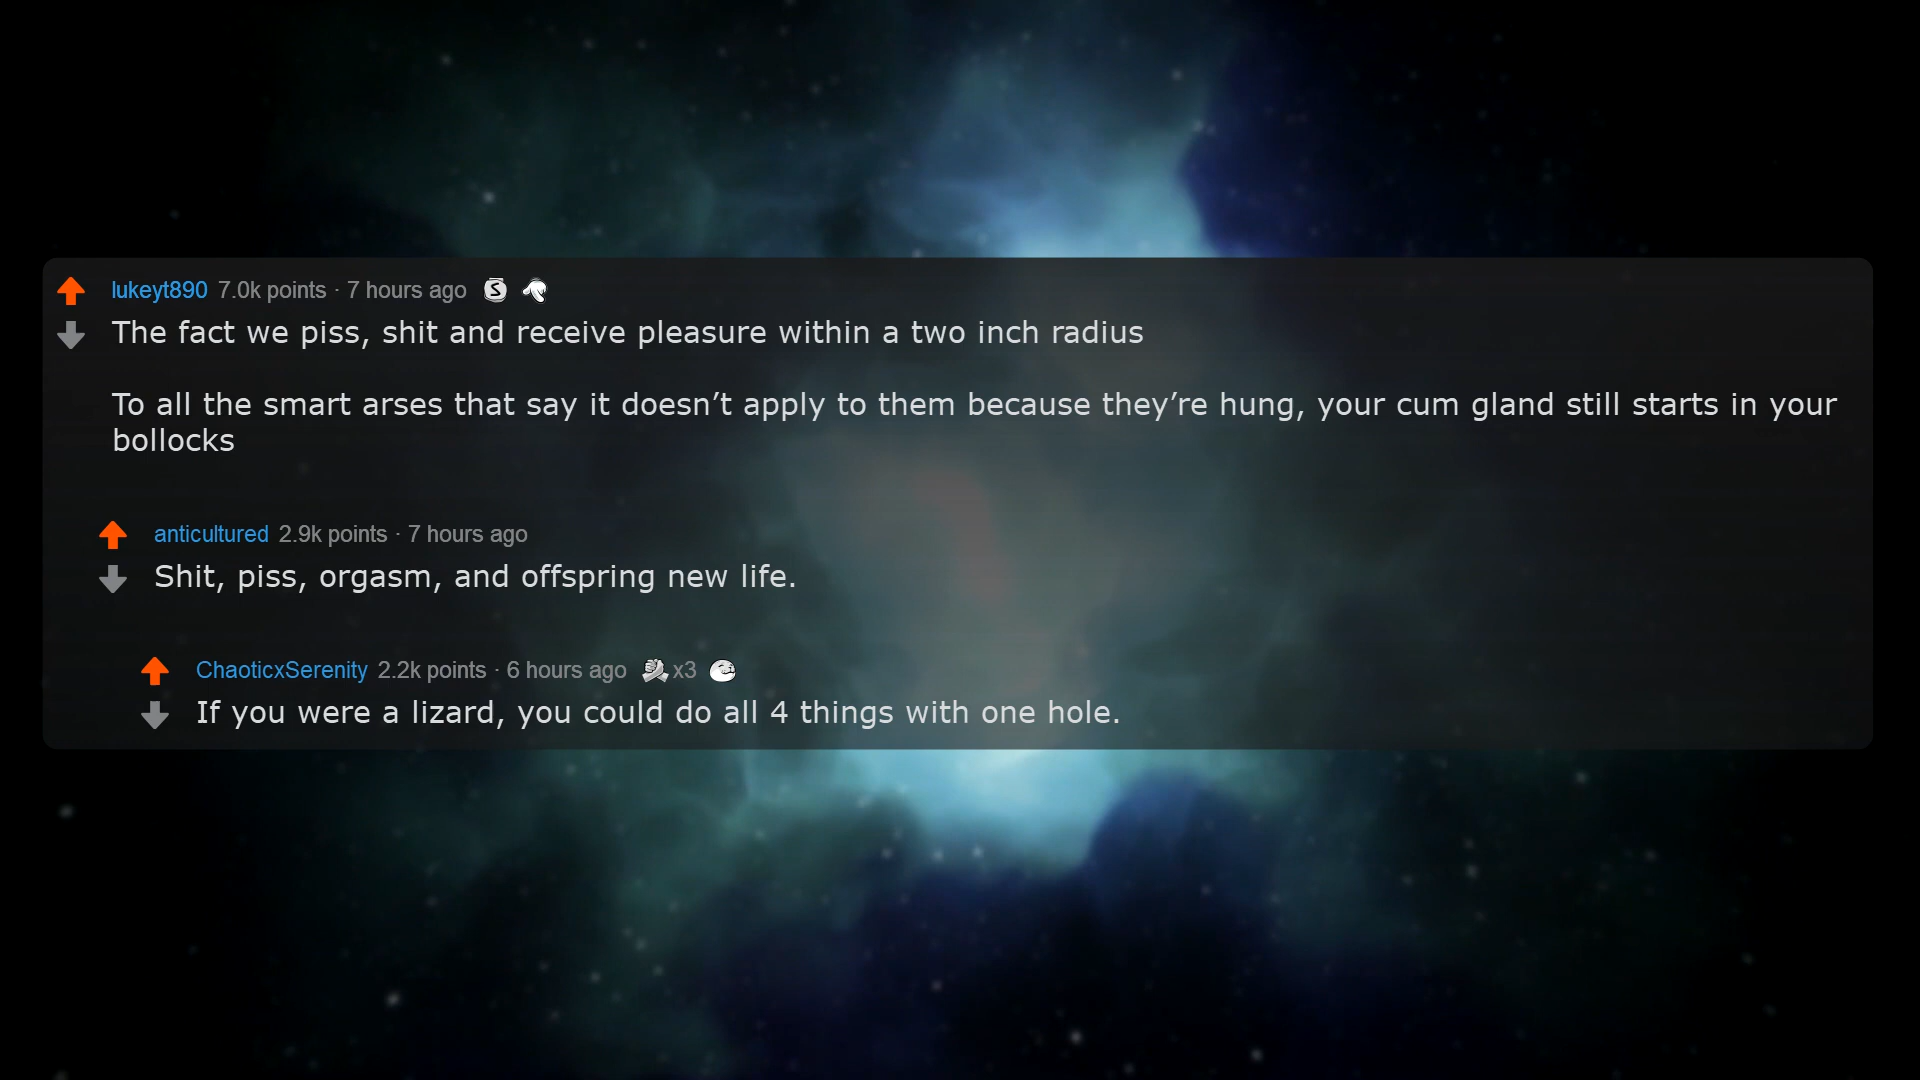 lukeyt890 7.0k points · 7 hours ago
The fact we piss, shit and receive pleasure within a two inch radius
To all the smart arses that say it doesn’t apply to them because they’re hung, your cum gland still starts in your
bollocks
anticultured 2.9k points · 7 hours ago
Shit, piss, orgasm, and offspring new life.
ChaoticxSerenity 2.2k points · 6 hours ago x3
If you were a lizard, you could do all 4 things with one hole.